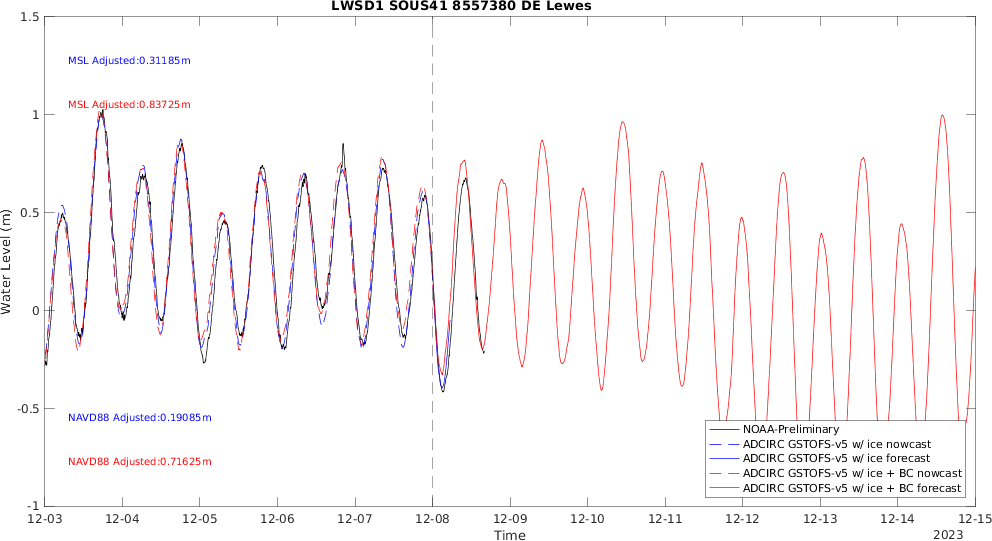 LWSD1 SOUS41 8557380 DE Lewes
1.5
MSL Adjusted:0.31185m
MSL Adjusted:0.83725m
1
0.5
Water Level (m)
0
-0.5
NAVD88 Adjusted:0.19085m
NAVD88 Adjusted:0.71625m
NOAA-Preliminary
ADCIRC GSTOFS-v5 w/ ice nowcast
ADCIRC GSTOFS-v5 w/ ice forecast
ADCIRC GSTOFS-v5 w/ ice + BC nowcast
ADCIRC GSTOFS-v5 w/ ice + BC forecast
-1
12-03 12-04 12-05 12-06 12-07 12-08 12-09 12-10 12-11 12-12 12-13 12-14 12-15
Time
2023